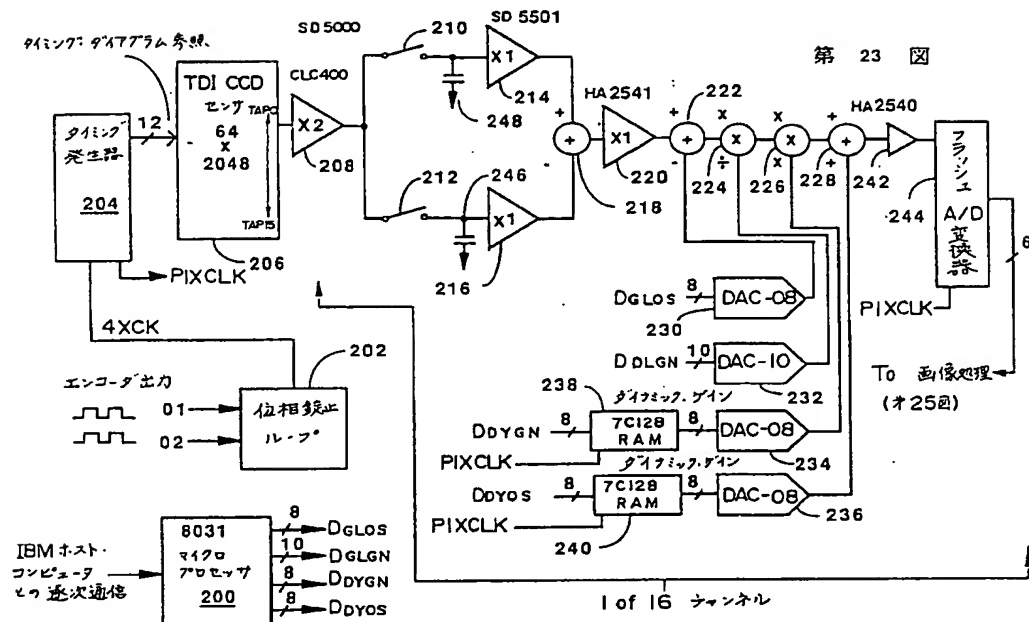 第 23 図
タイミング・ダイアグラム参照
12
タイミング
発生器
204
TDI CCD
センサ
64
X
2048
TAP0
TAP15
206
PIXCLK
CLC400
X2
208
SD5000
210
248
SD 5501
X1
214
212
246
X1
216
+
+
-
218
HA2541
X1
220
222
+
+
-
X
X
÷
224
X
X
X
226
+
+
+
228
HA2540
242
フラッシュ
A/D
変換器
244
6
PIXCLK
To 画像処理
(オ25図)
4XCK
202
位相錠止
ループ
エンコーダ出力
01
02
DGLOS
8
DAC-08
230
DDLGN
10
DAC-10
232
238
ダイナミック・ゲイン
DDYGN
8
7C128
RAM
8
DAC-08
234
PIXCLK
ダイナミック・ゲイン
DDYOS
8
7C128
RAM
8
DAC-08
236
PIXCLK
240
IBMホスト・
コンピュータ
との逐次通信
8031
マイクロ
プロセッサ
200
8
DGLOS
10
DGLGN
8
DDYGN
8
DDYOS
1 of 16 チャンネル